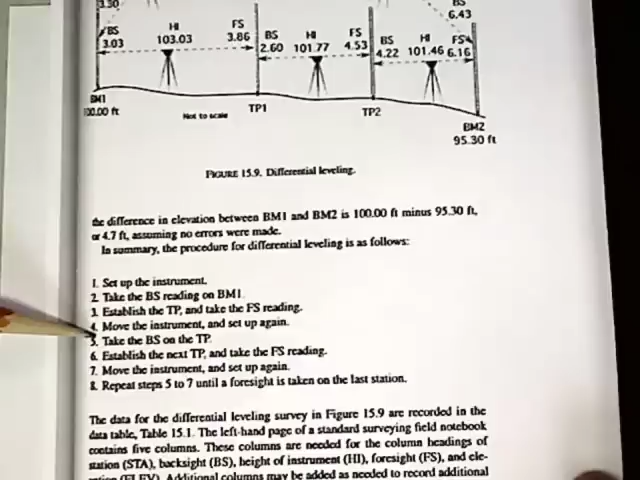 3.30
BS
6.43
BS
3.03
HI
103.03
FS
3.86
BS
2.60
HI
101.77
FS
4.53
BS
4.22
HI
101.46
FS
6.16
BM1
100.00 ft
Not to scale
TP1
TP2
BM2
95.30 ft
FIGURE 15.9. Differential leveling.
the difference in elevation between BM1 and BM2 is 100.00 ft minus 95.30 ft,
or 4.7 ft, assuming no errors were made.
In summary, the procedure for differential leveling is as follows:
1. Set up the instrument.
2. Take the BS reading on BM1.
3. Establish the TP, and take the FS reading.
4. Move the instrument, and set up again.
5. Take the BS on the TP.
6. Establish the next TP, and take the FS reading.
7. Move the instrument, and set up again.
8. Repeat steps 5 to 7 until a foresight is taken on the last station.
The data for the differential leveling survey in Figure 15.9 are recorded in the
data table, Table 15.1. The left-hand page of a standard surveying field notebook
contains five columns. These columns are needed for the column headings of
station (STA), backsight (BS), height of instrument (HI), foresight (FS), and ele-
vation (ELEV). Additional columns may be added as needed to record additional